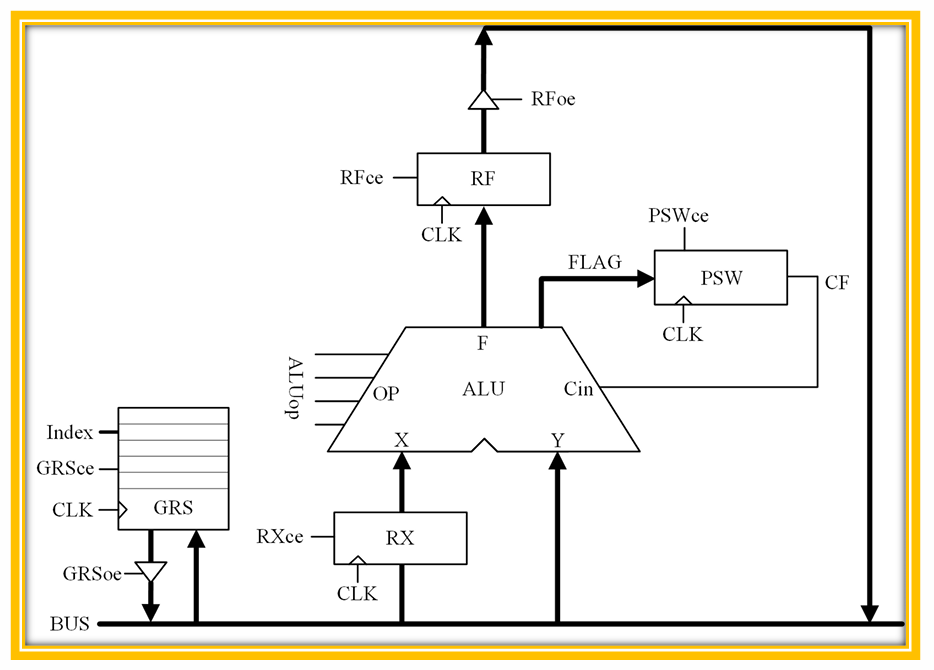 RFoe
RFce
RF
CLK
PSWce
FLAG
PSW
CF
CLK
F
ALUop
OP
ALU
Cin
X
Y
Index
GRSce
CLK
GRS
RXce
RX
GRSoe
CLK
BUS